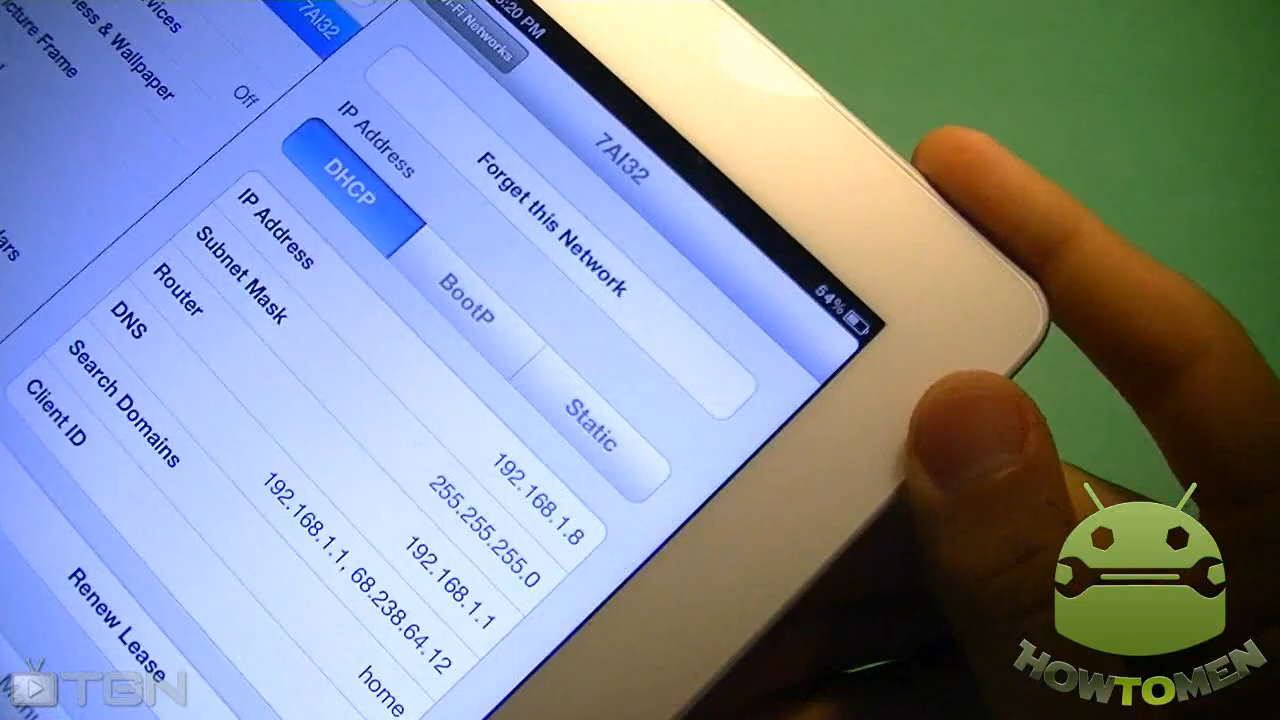 7AI32
Off
Wi-Fi Networks
5:20 PM
7AI32
54%
Forget this Network
IP Address
DHCP
BootP
Static
IP Address 192.168.1.8
Subnet Mask 255.255.255.0
Router 192.168.1.1
DNS 192.168.1.1, 68.238.64.12
Search Domains home
Client ID
Renew Lease
& Wallpaper
Frame
TGN
HOWTOMEN